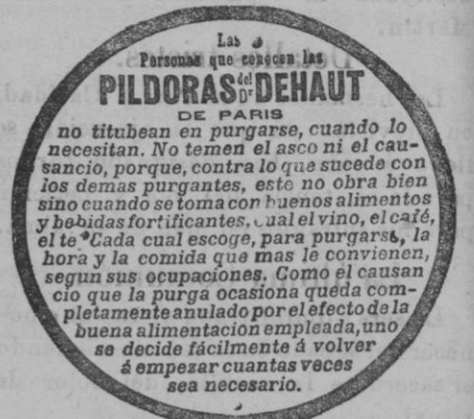 Las
Personas que conocen las
PILDORAS del Dr DEHAUT
DE PARIS
no titubean en purgarse, cuando lo
necesitan. No temen el asco ni el cau-
sancio, porque, contra lo que sucede con
los demas purgantes, este no obra bien
sino cuando se toma con buenos alimentos
y bebidas fortificantes, cual el vino, el café,
el te. Cada cual escoge, para purgarse, la
hora y la comida que mas le convienen,
segun sus ocupaciones. Como el causan
cio que la purga ocasiona queda com-
pletamente anulado por el efecto de la
buena alimentacion empleada, uno
se decide fácilmente á volver
á empezar cuantas veces
sea necesario.